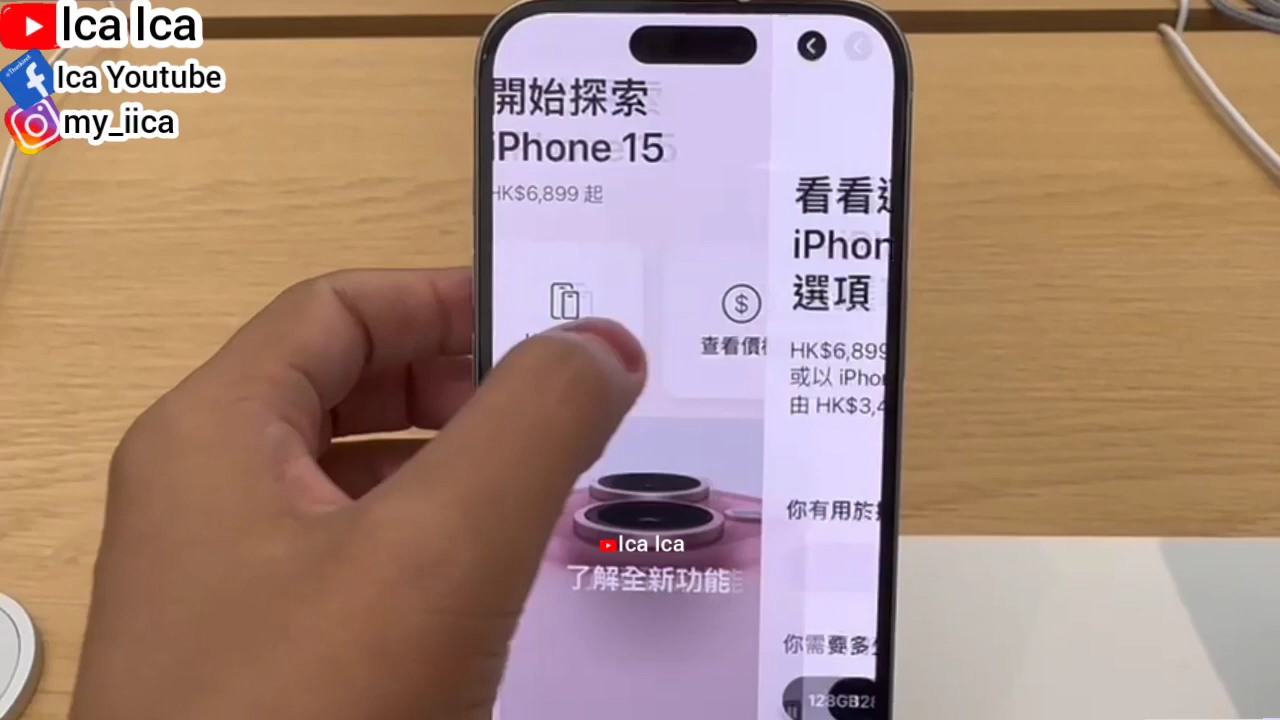 Ica Ica
Ica Youtube
my_iica
開始探索
iPhone 15
HK$6,899 起
查看價
看看
iPhon
選項
HK$6,899
或以 iPho
由 HK$3,4
你有用於
Ica Ica
了解全新功能
你需要多
128GB